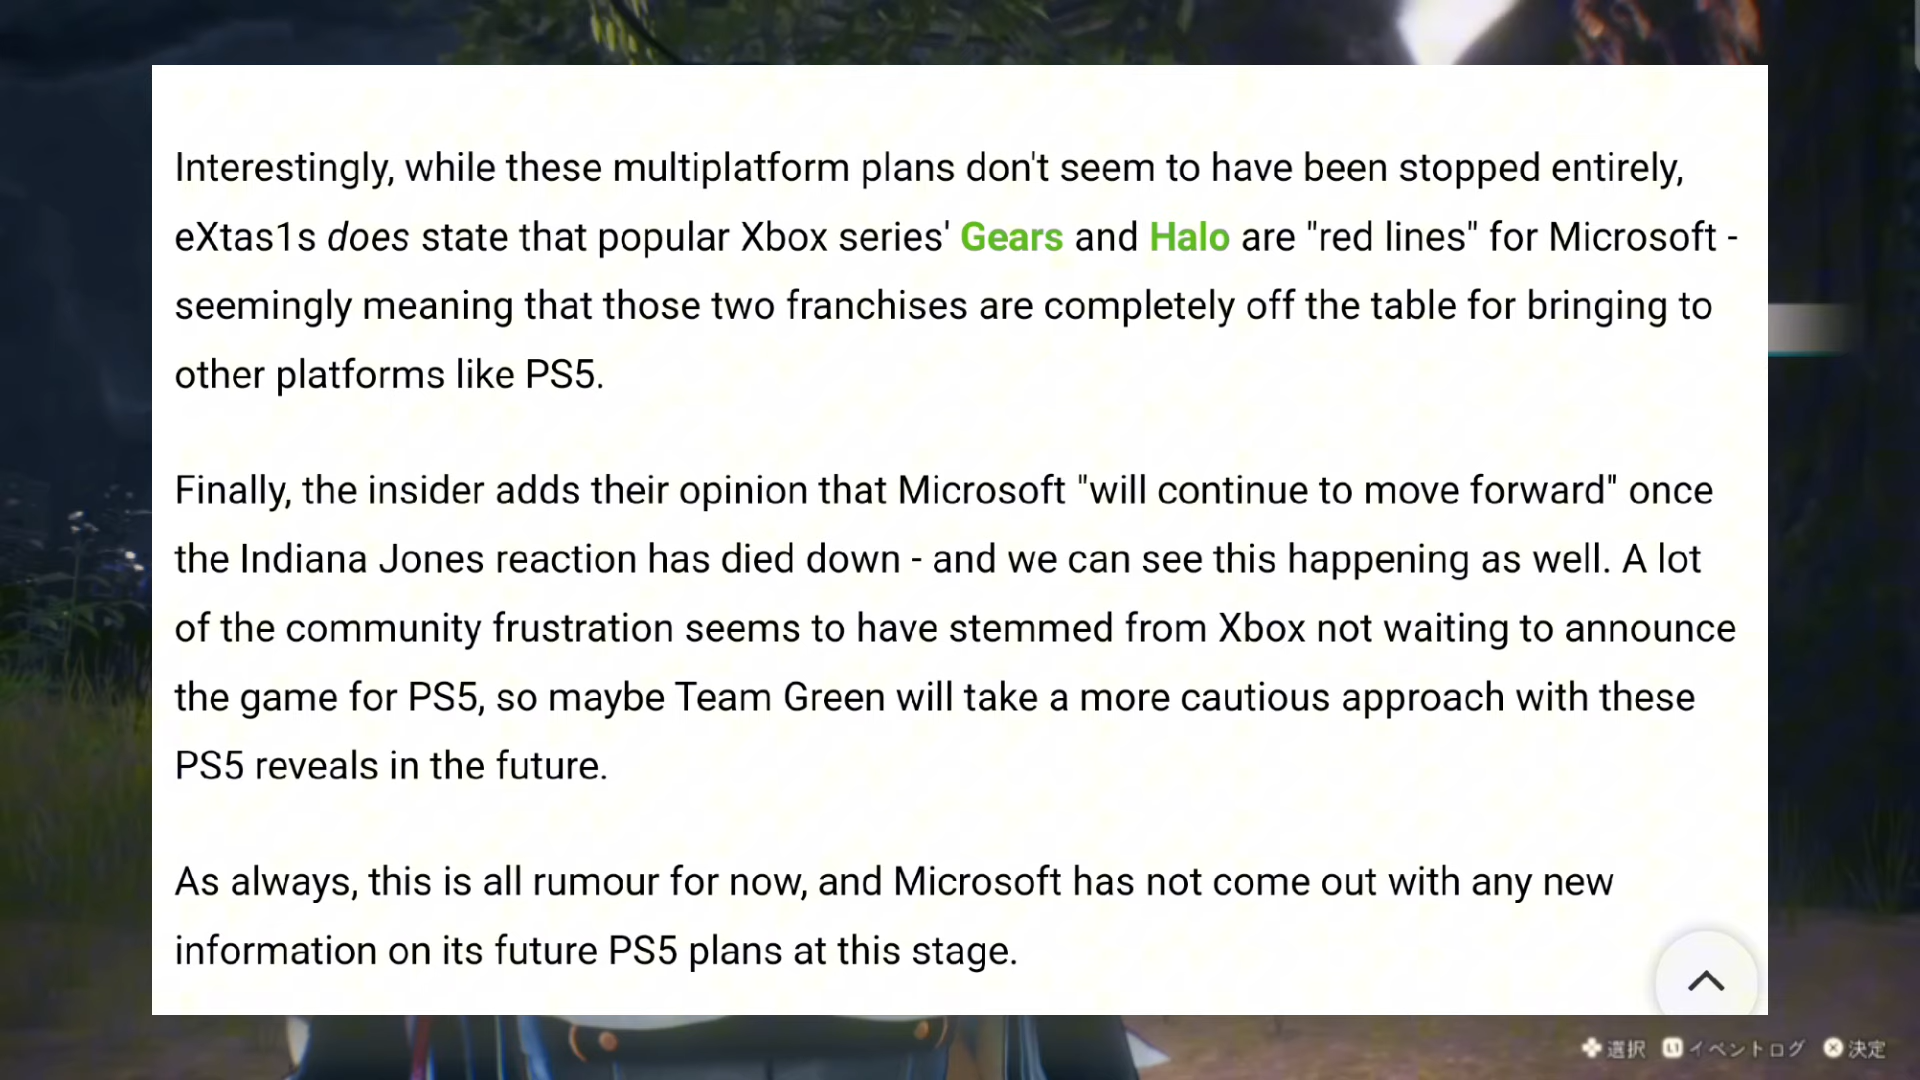 Interestingly, while these multiplatform plans don't seem to have been stopped entirely,
eXtas1s does state that popular Xbox series' Gears and Halo are "red lines" for Microsoft -
seemingly meaning that those two franchises are completely off the table for bringing to
other platforms like PS5.
Finally, the insider adds their opinion that Microsoft "will continue to move forward" once
the Indiana Jones reaction has died down - and we can see this happening as well. A lot
of the community frustration seems to have stemmed from Xbox not waiting to announce
the game for PS5, so maybe Team Green will take a more cautious approach with these
PS5 reveals in the future.
As always, this is all rumour for now, and Microsoft has not come out with any new
information on its future PS5 plans at this stage.
選択 L1 イベントログ 決定